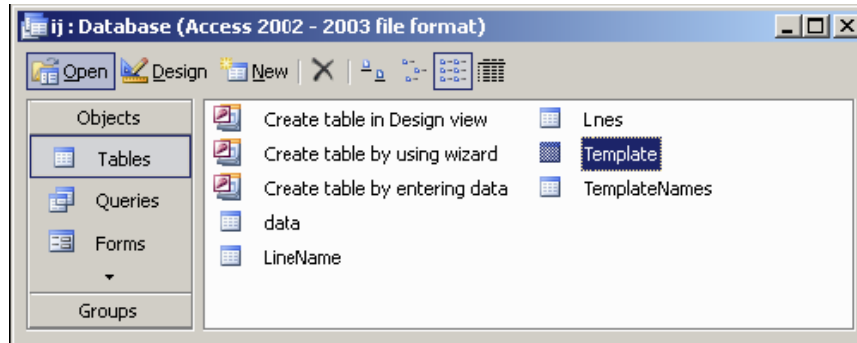 ij : Database (Access 2002 - 2003 file format)
Open Design New
Objects
Tables
Queries
Forms
Groups
Create table in Design view
Create table by using wizard
Create table by entering data
data
LineName
Lnes
Template
TemplateNames